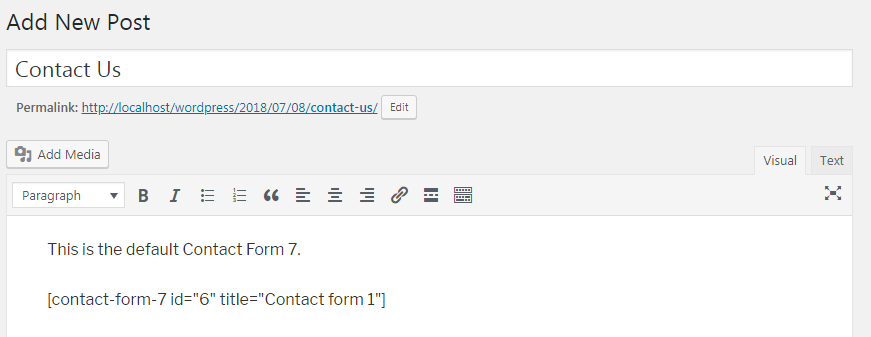 Add New Post
Contact Us
Permalink: http://localhost/wordpress/2018/07/08/contact-us/ Edit
Add Media
Visual Text
Paragraph B I
This is the default Contact Form 7.
[contact-form-7 id="6" title="Contact form 1"]